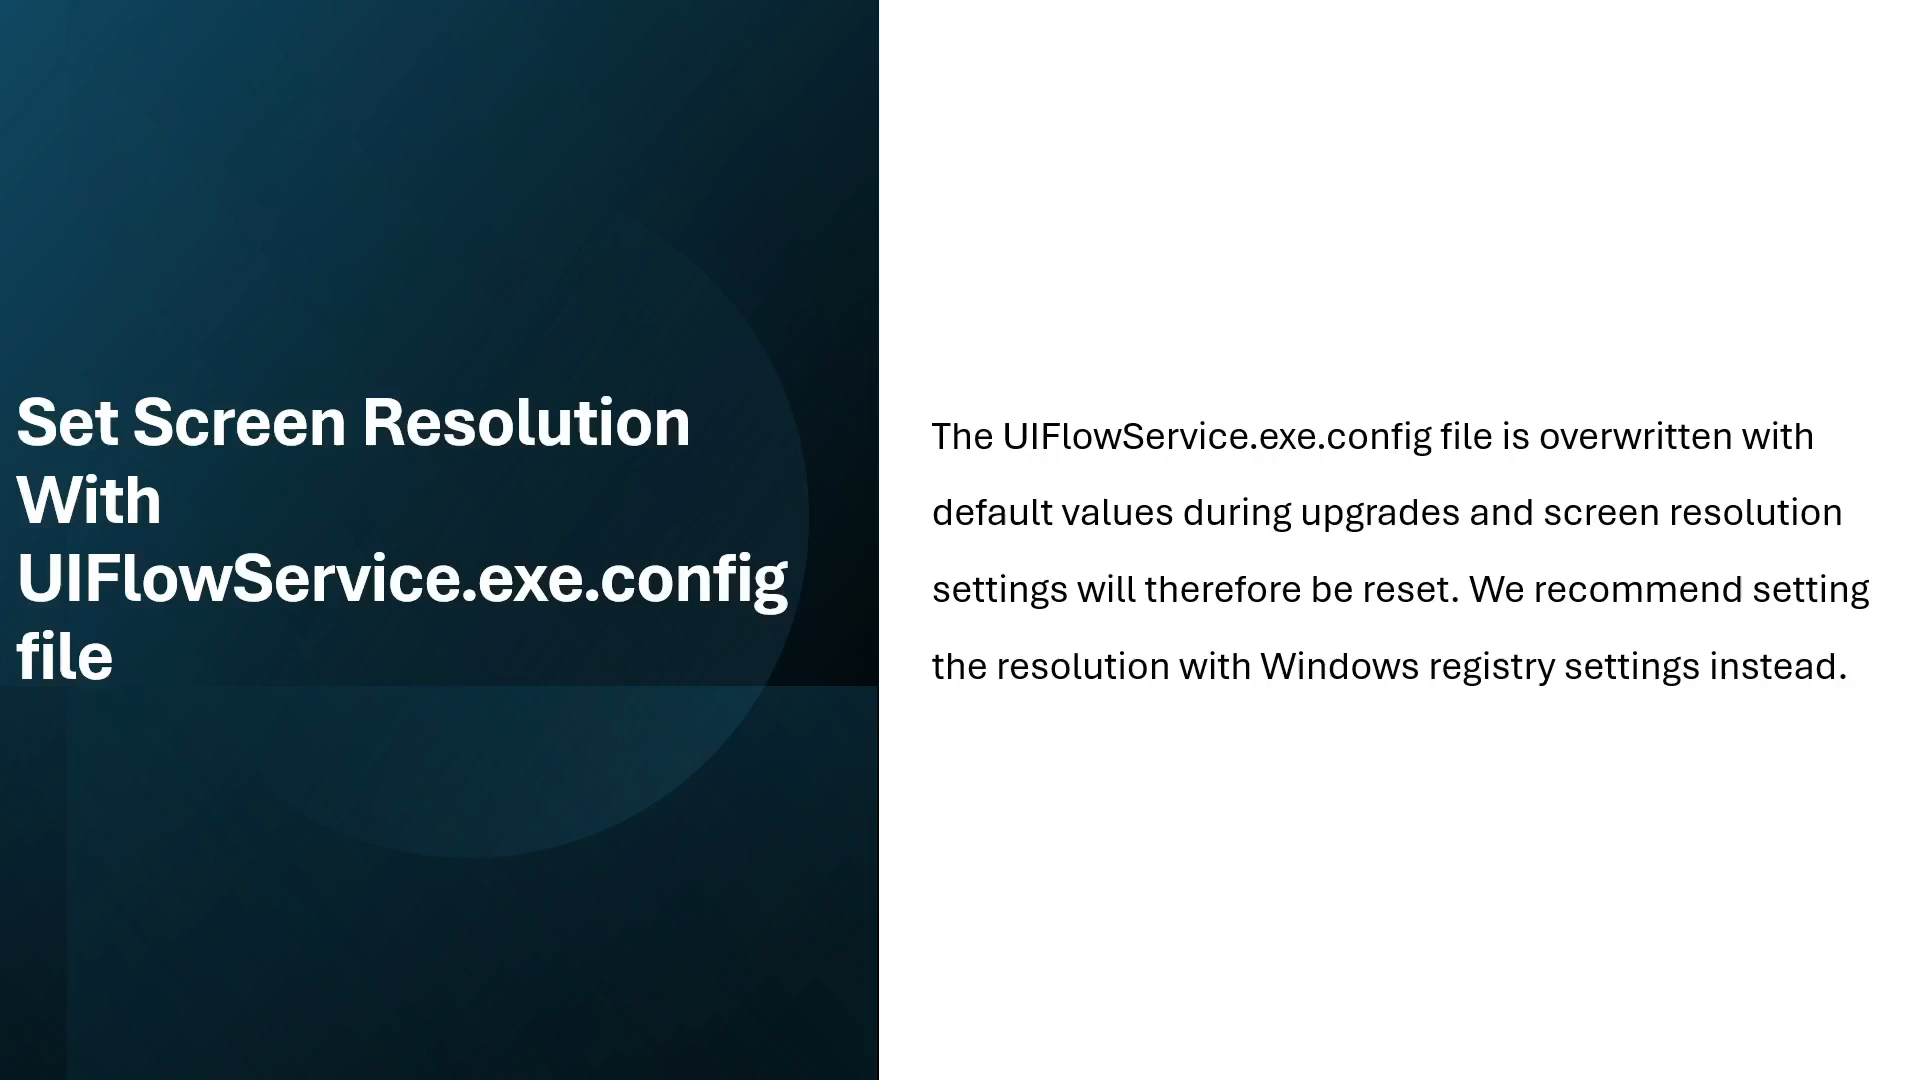 Set Screen Resolution
With
UIFlowService.exe.config
file
The UIFlowService.exe.config file is overwritten with
default values during upgrades and screen resolution
settings will therefore be reset. We recommend setting
the resolution with Windows registry settings instead.